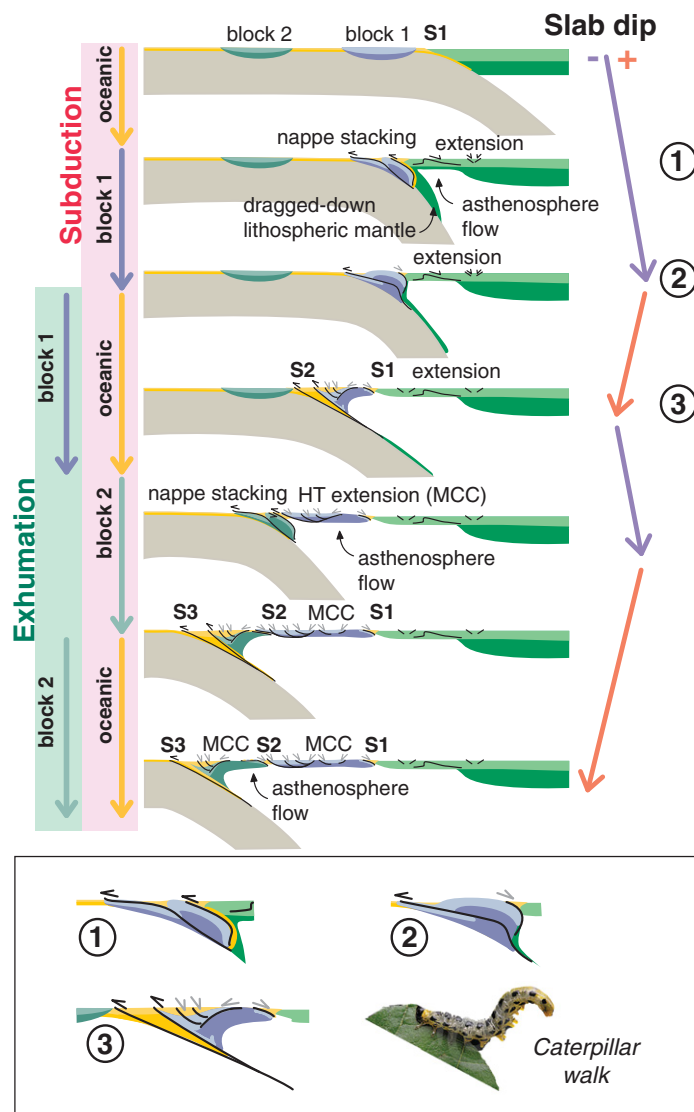 block 2
block 1
S1
Slab dip
- +
oceanic
nappe stacking
extension
1
Subduction
block 1
dragged-down
lithospheric mantle
asthenosphere
flow
extension
2
block 1
oceanic
S2
S1
extension
3
Exhumation
nappe stacking
HT extension (MCC)
block 2
asthenosphere
flow
S3
S2
MCC
S1
block 2
oceanic
S3
MCC
S2
MCC
S1
asthenosphere
flow
1
2
3
Caterpillar
walk